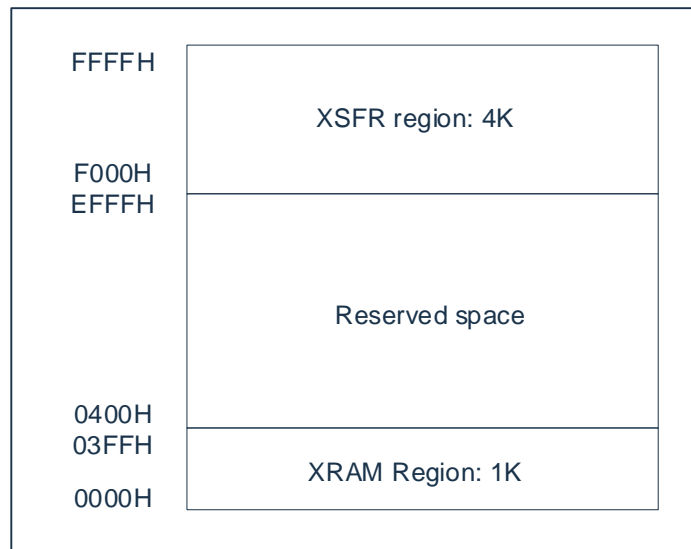 FFFFH
XSFR region: 4K
F000H
EFFFH
Reserved space
0400H
03FFH
XRAM Region: 1K
0000H